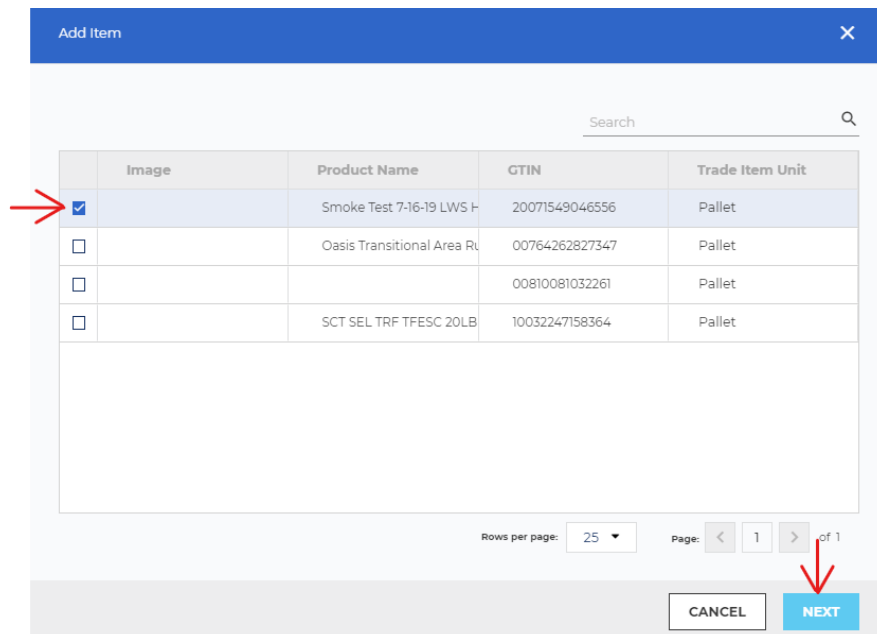 Add Item
Search
Image Product Name GTIN Trade Item Unit
Smoke Test 7-16-19 LWS H 20071549046556 Pallet
Oasis Transitional Area Ru 00764262827347 Pallet
00810081032261 Pallet
SCT SEL TRF TFESC 20LB 10032247158364 Pallet
Rows per page: 25 Page: 1 of 1
CANCEL NEXT